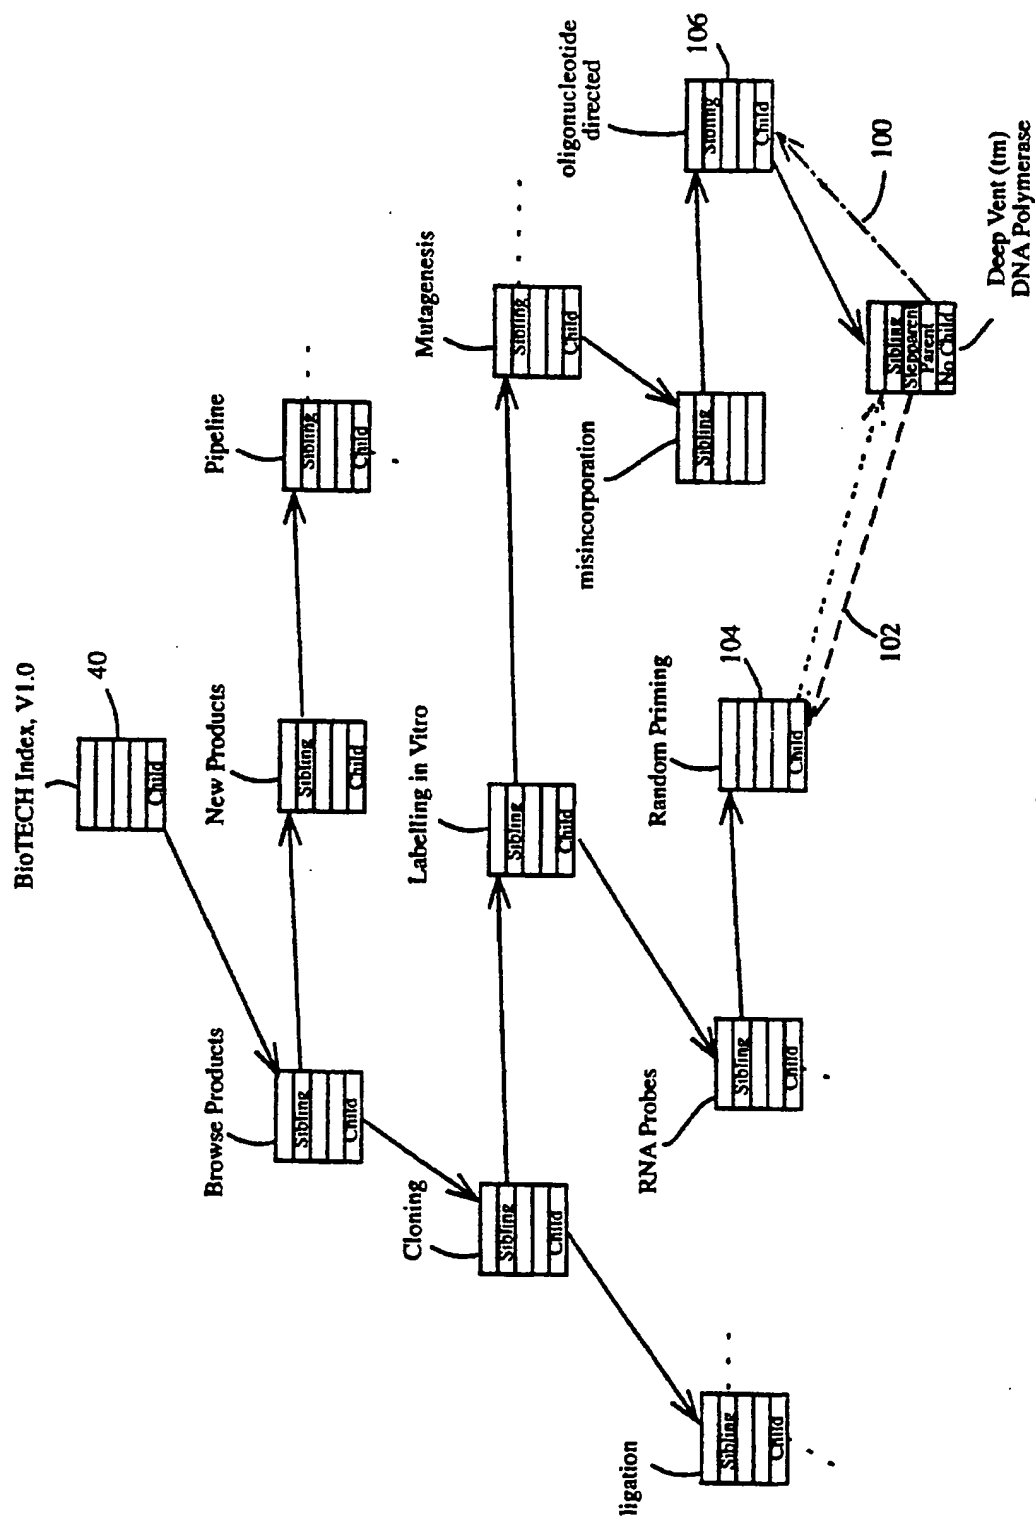 BioTECH Index, V1.0
40
Child
Browse Products
Sibling
Child
New Products
Sibling
Child
Pipeline
Sibling
Child
Cloning
Sibling
Child
Labelling in Vitro
Sibling
Child
Mutagenesis
Sibling
Child
ligation
Sibling
Child
RNA Probes
Sibling
Child
Random Priming
104
Child
misincorporation
Sibling
oligonucleotide
directed
106
Sibling
Child
100
102
Sibling
Stepparent
Parent
No Child
Deep Vent (tm)
DNA Polymerase